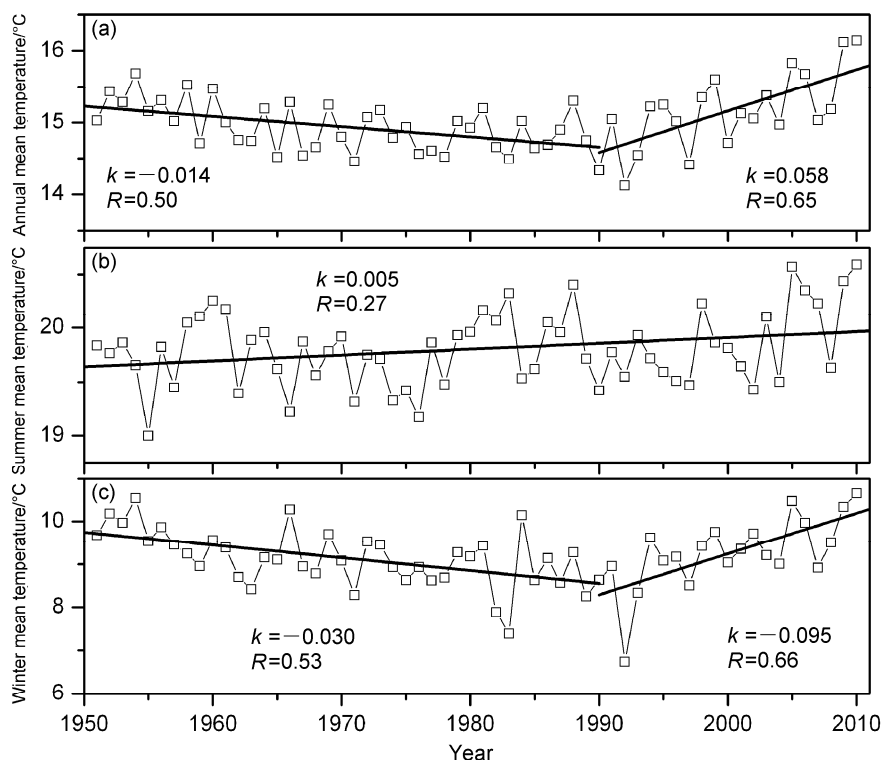 (a)
Annual mean temperature/°C
16
15
14
k =−0.014
R=0.50
k =0.058
R=0.65
(b)
Summer mean temperature/°C
20
19
k =0.005
R=0.27
(c)
Winter mean temperature/°C
10
8
6
k =−0.030
R=0.53
k =−0.095
R=0.66
1950 1960 1970 1980 1990 2000 2010
Year